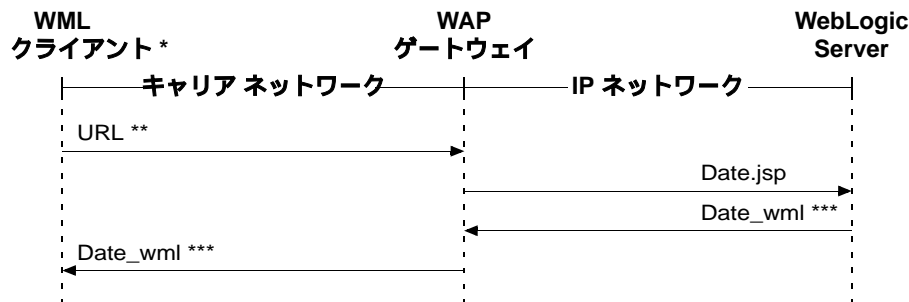 WML
クライアント *
WAP
ゲートウェイ
WebLogic
Server
キャリア ネットワーク
IP ネットワーク
URL **
Date.jsp
Date_wml ***
Date_wml ***